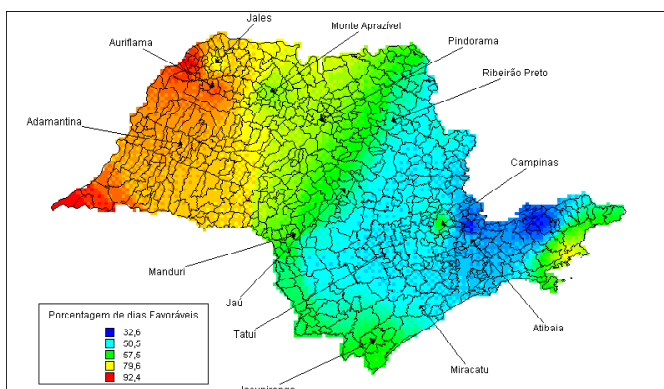 Jales
Monte Aprazível
Auriflama
Pindorama
Ribeirão Preto
Adamantina
Campinas
Manduri
Jaú
Tatuí
Atibaia
Miracatu
Porcentagem de dias Favoráveis
32,6
50,5
67,6
79,6
92,4